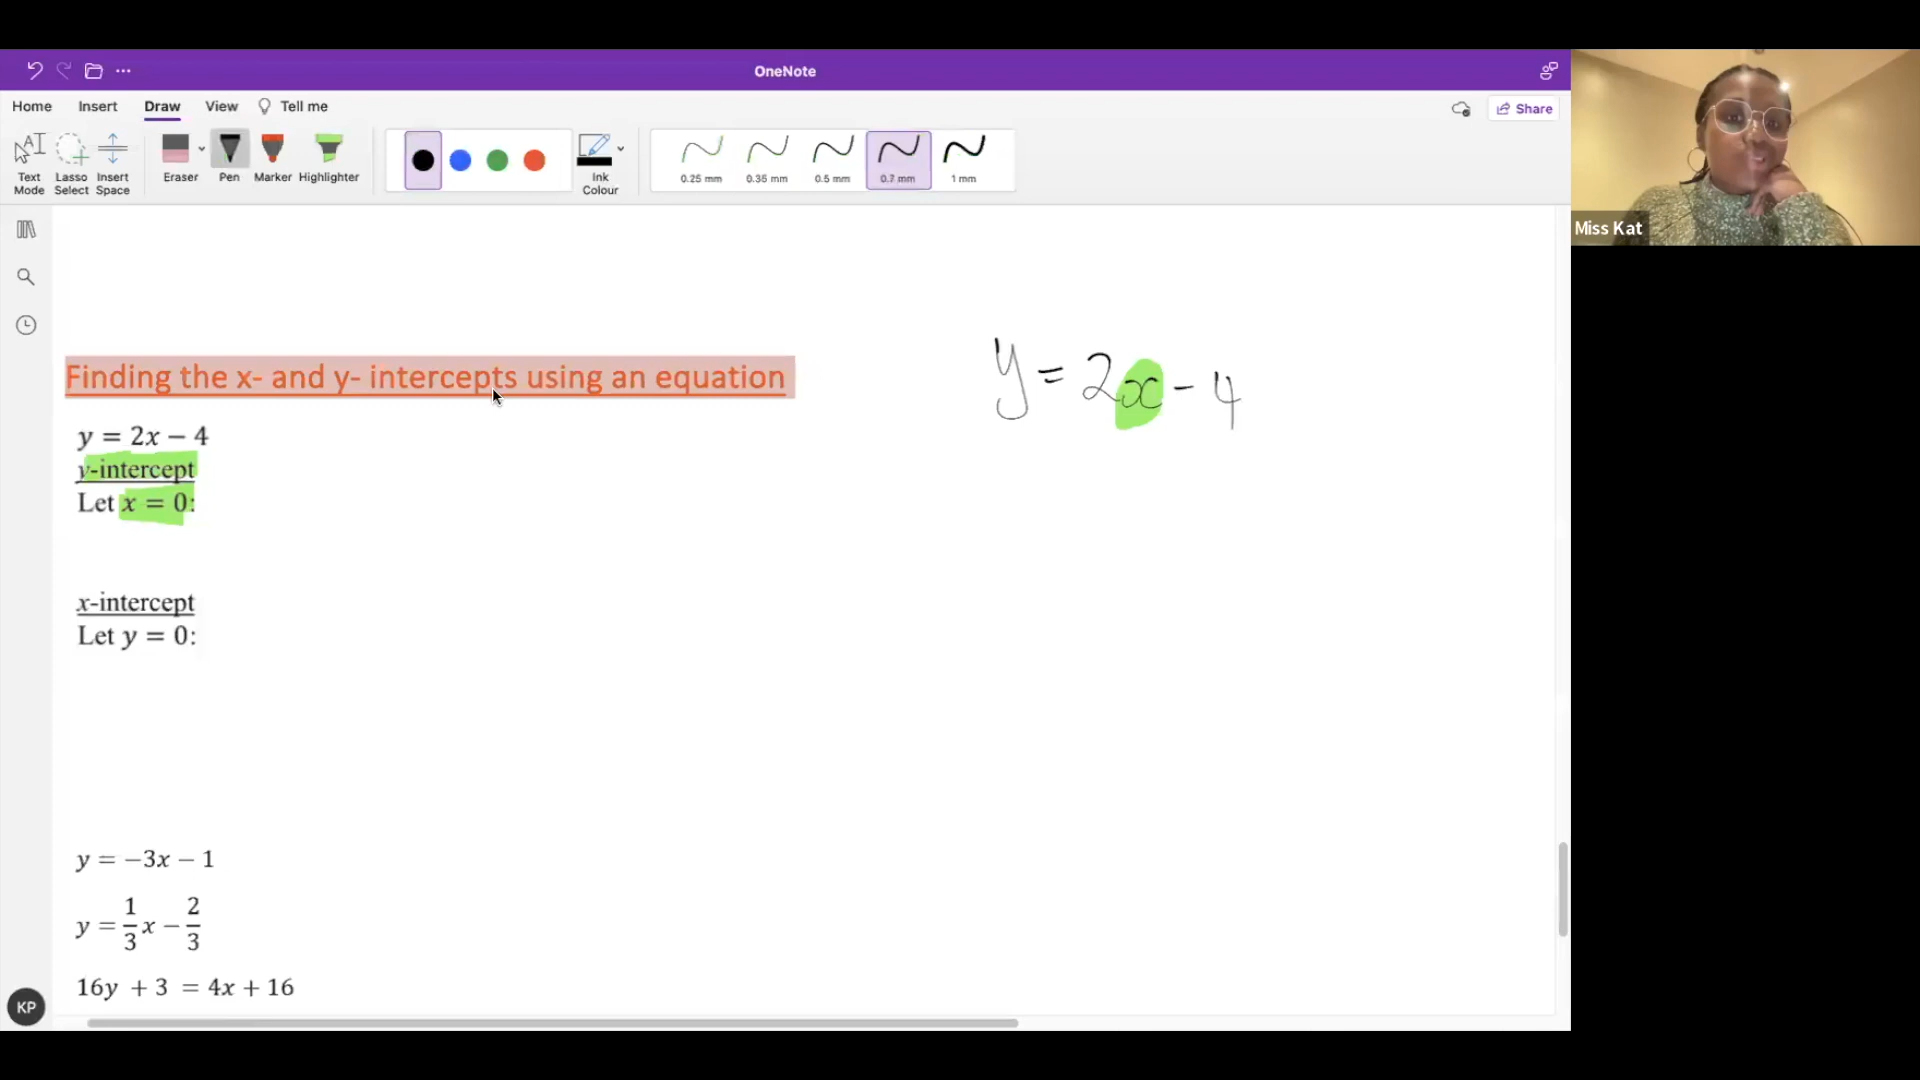 OneNote
Home Insert Draw View Tell me
Share
Text Mode
Lasso Select
Insert Space
Eraser
Pen
Marker
Highlighter
Ink Colour
0.25 mm
0.35 mm
0.5 mm
0.7 mm
1 mm
Miss Kat
Finding the x- and y- intercepts using an equation
y = 2x − 4
y-intercept
Let x = 0:
x-intercept
Let y = 0:
y = 2x − 4
y = −3x − 1
y = 1/3 x − 2/3
16y + 3 = 4x + 16
KP